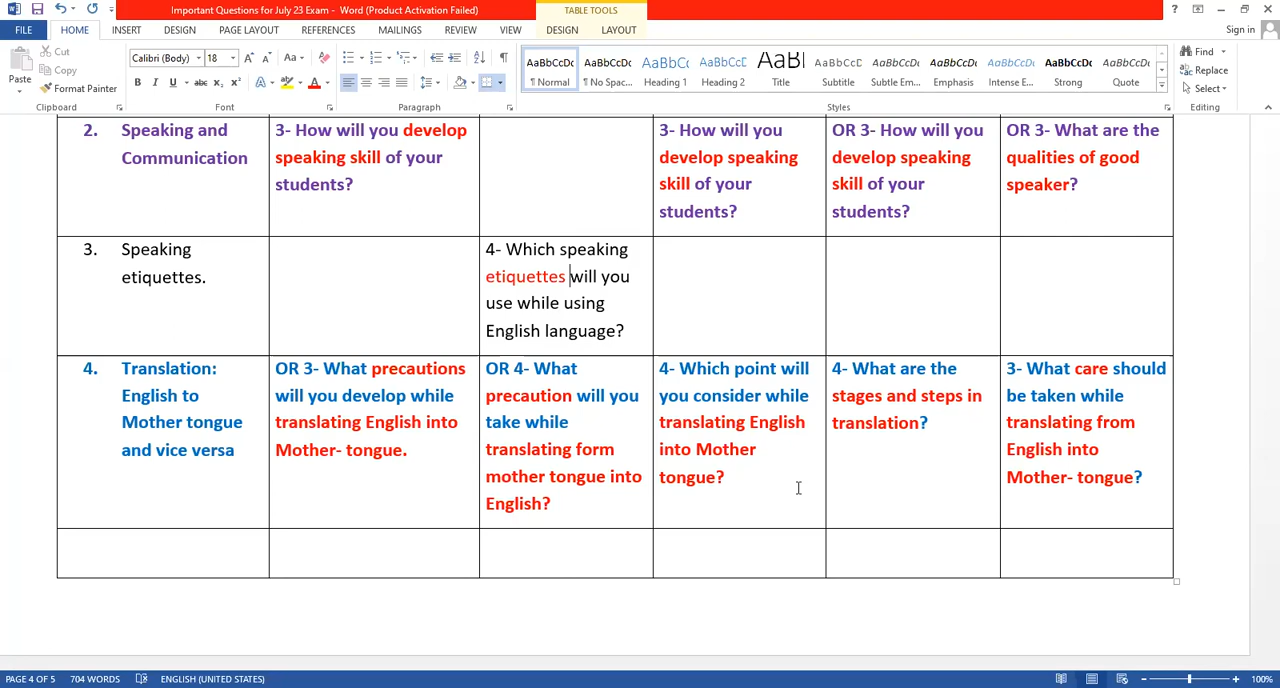 Important Questions for July 23 Exam - Word (Product Activation Failed)
TABLE TOOLS
? 
Sign in
FILE HOME INSERT DESIGN PAGE LAYOUT REFERENCES MAILINGS REVIEW VIEW DESIGN LAYOUT
Paste
Cut
Copy
Format Painter
Clipboard
Calibri (Body) 18
B I U abc x₂ x²
Font
Paragraph
AaBbCcDc AaBbCcDc AaBbCc AaBbCcD AaBl AaBbCcD AaBbCcDc AaBbCcDc AaBbCcDc AaBbCcDc AaBbCcDc
¶ Normal ¶ No Spac... Heading 1 Heading 2 Title Subtitle Subtle Em... Emphasis Intense E... Strong Quote
Styles
Find
Replace
Select
Editing
2. Speaking and
Communication
3- How will you develop
speaking skill of your
students?
3- How will you
develop speaking
skill of your
students?
OR 3- How will you
develop speaking
skill of your
students?
OR 3- What are the
qualities of good
speaker?
3. Speaking
etiquettes.
4- Which speaking
etiquettes will you
use while using
English language?
4. Translation:
English to
Mother tongue
and vice versa
OR 3- What precautions
will you develop while
translating English into
Mother- tongue.
OR 4- What
precaution will you
take while
translating form
mother tongue into
English?
4- Which point will
you consider while
translating English
into Mother
tongue?
4- What are the
stages and steps in
translation?
3- What care should
be taken while
translating from
English into
Mother- tongue?
PAGE 4 OF 5 704 WORDS ENGLISH (UNITED STATES) 100%